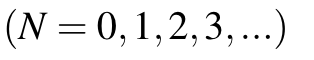 (N = 0, 1, 2, 3, ...)